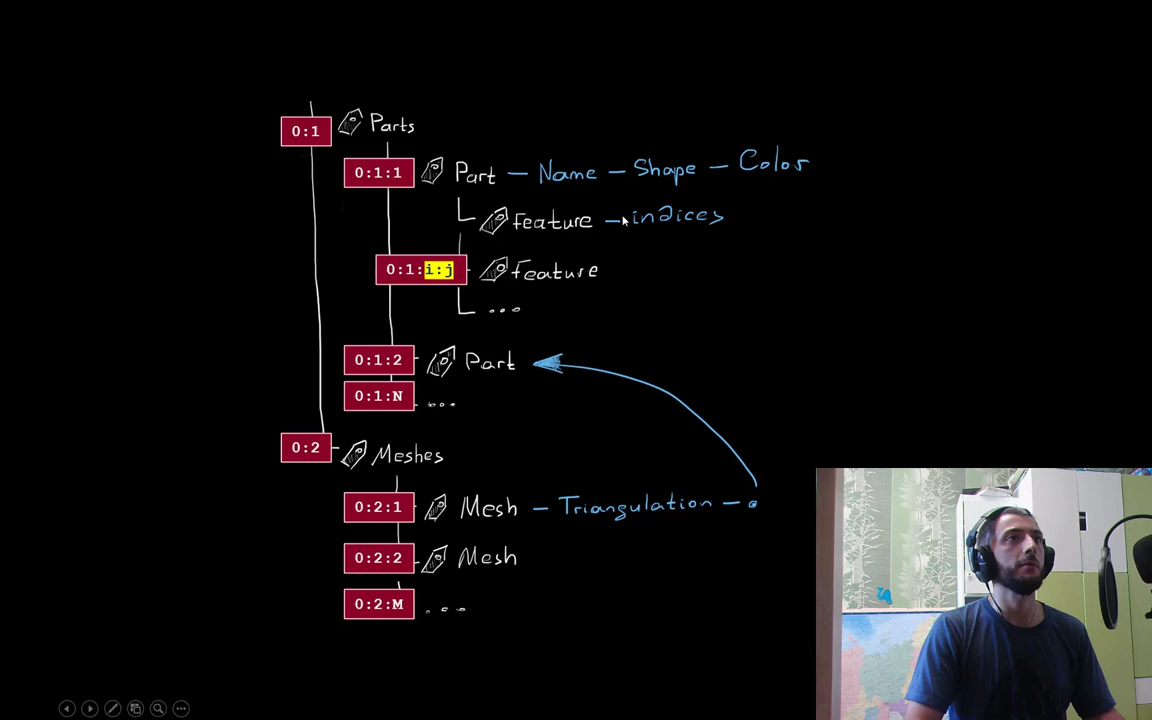 0:1 Parts
0:1:1 Part – Name – Shape – Color
Feature – indices
0:1:i:j Feature
...
0:1:2 Part
0:1:N ...
0:2 Meshes
0:2:1 Mesh – Triangulation –
0:2:2 Mesh
0:2:M ...